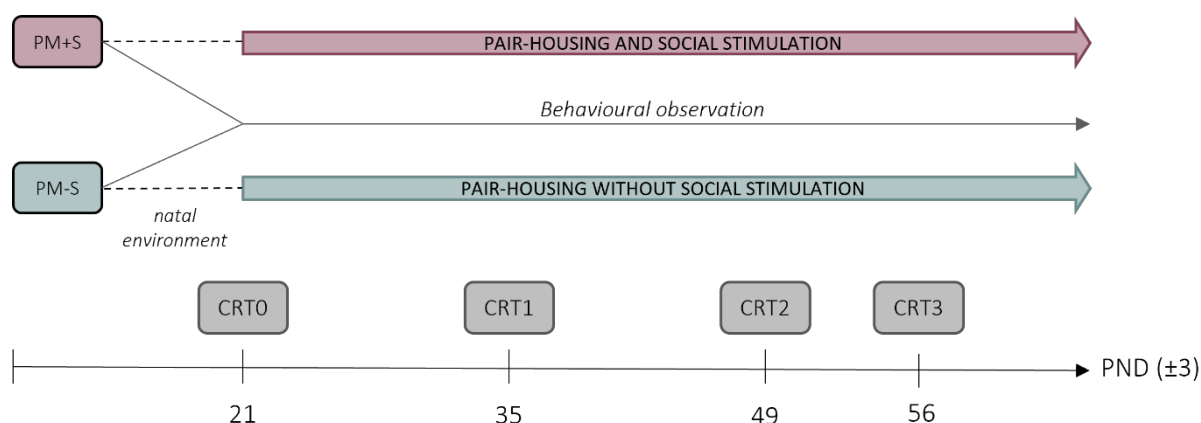 PM+S
PAIR-HOUSING AND SOCIAL STIMULATION
Behavioural observation
PM-S
PAIR-HOUSING WITHOUT SOCIAL STIMULATION
natal
environment
CRT0
CRT1
CRT2
CRT3
PND (±3)
21
35
49
56